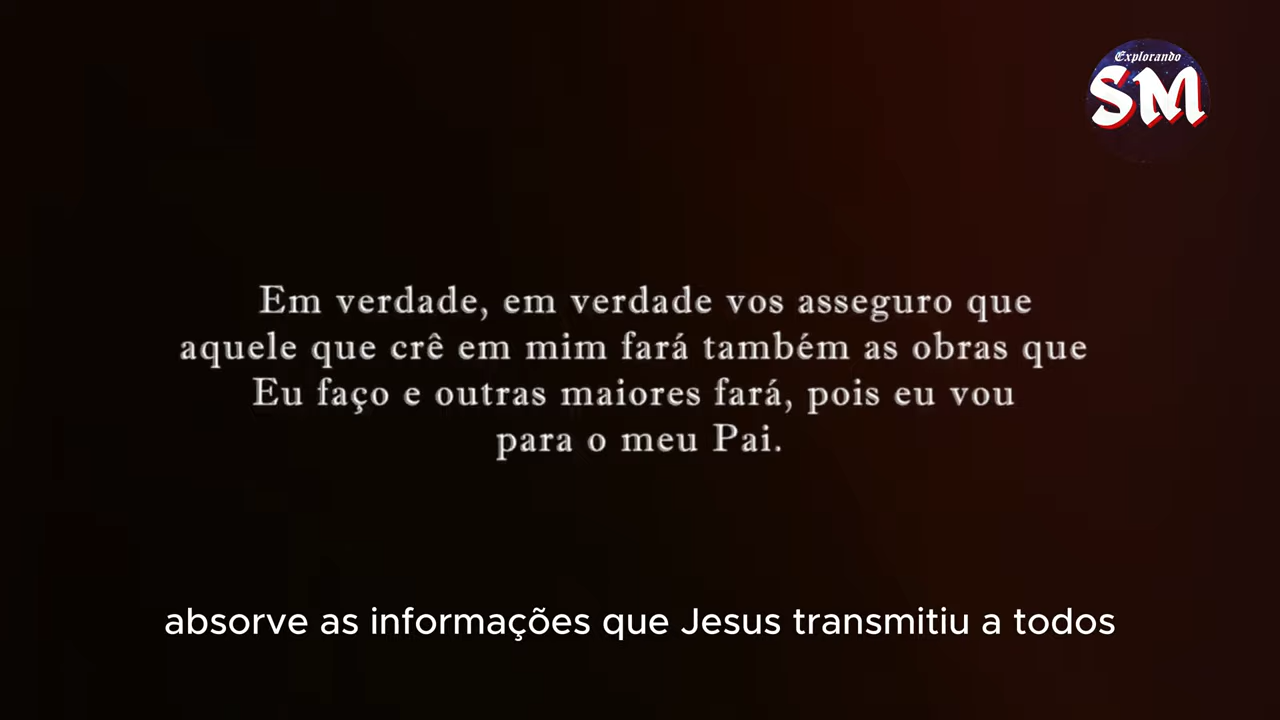 Explorando
SM
Em verdade, em verdade vos asseguro que
aquele que crê em mim fará também as obras que
Eu faço e outras maiores fará, pois eu vou
para o meu Pai.
absorve as informações que Jesus transmitiu a todos